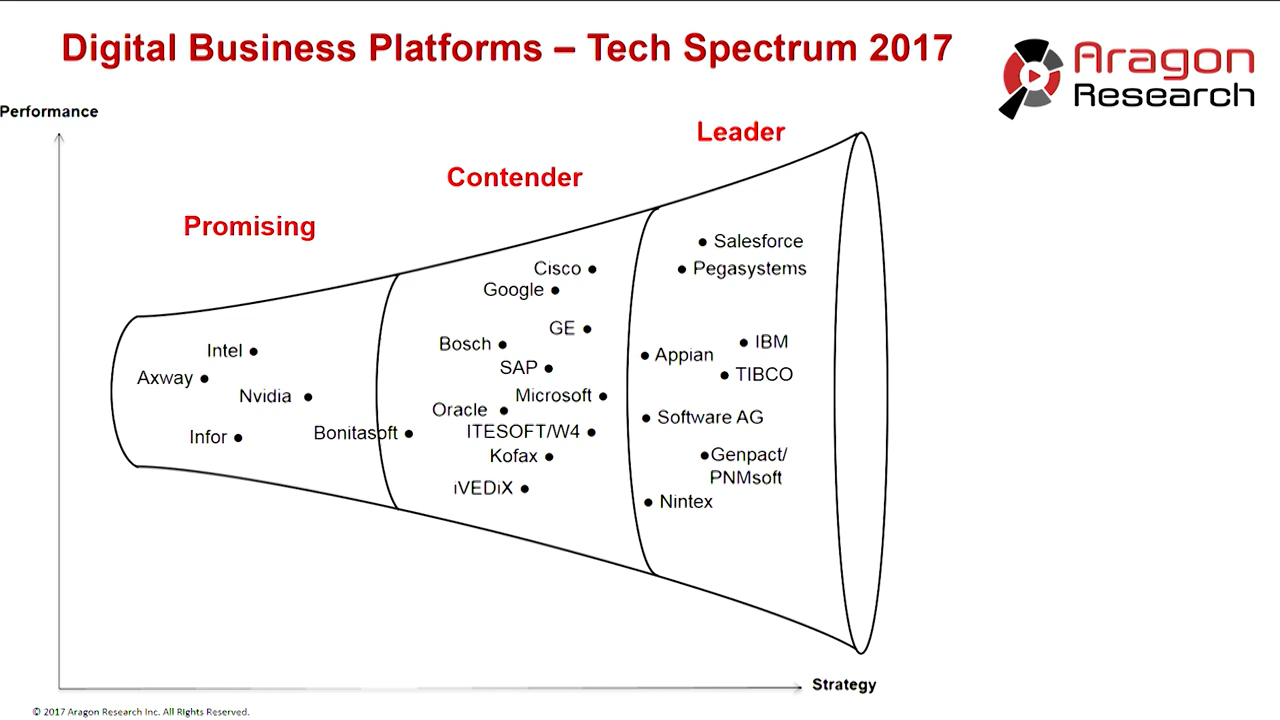 Digital Business Platforms – Tech Spectrum 2017
Aragon
Research
Performance
Leader
Contender
Promising
Salesforce
Cisco
Pegasystems
Google
GE
Bosch
IBM
Intel
Appian
SAP
TIBCO
Axway
Nvidia
Microsoft
Oracle
Software AG
Infor
Bonitasoft
ITESOFT/W4
Kofax
Genpact/
PNMsoft
iVEDiX
Nintex
Strategy
© 2017 Aragon Research Inc. All Rights Reserved.